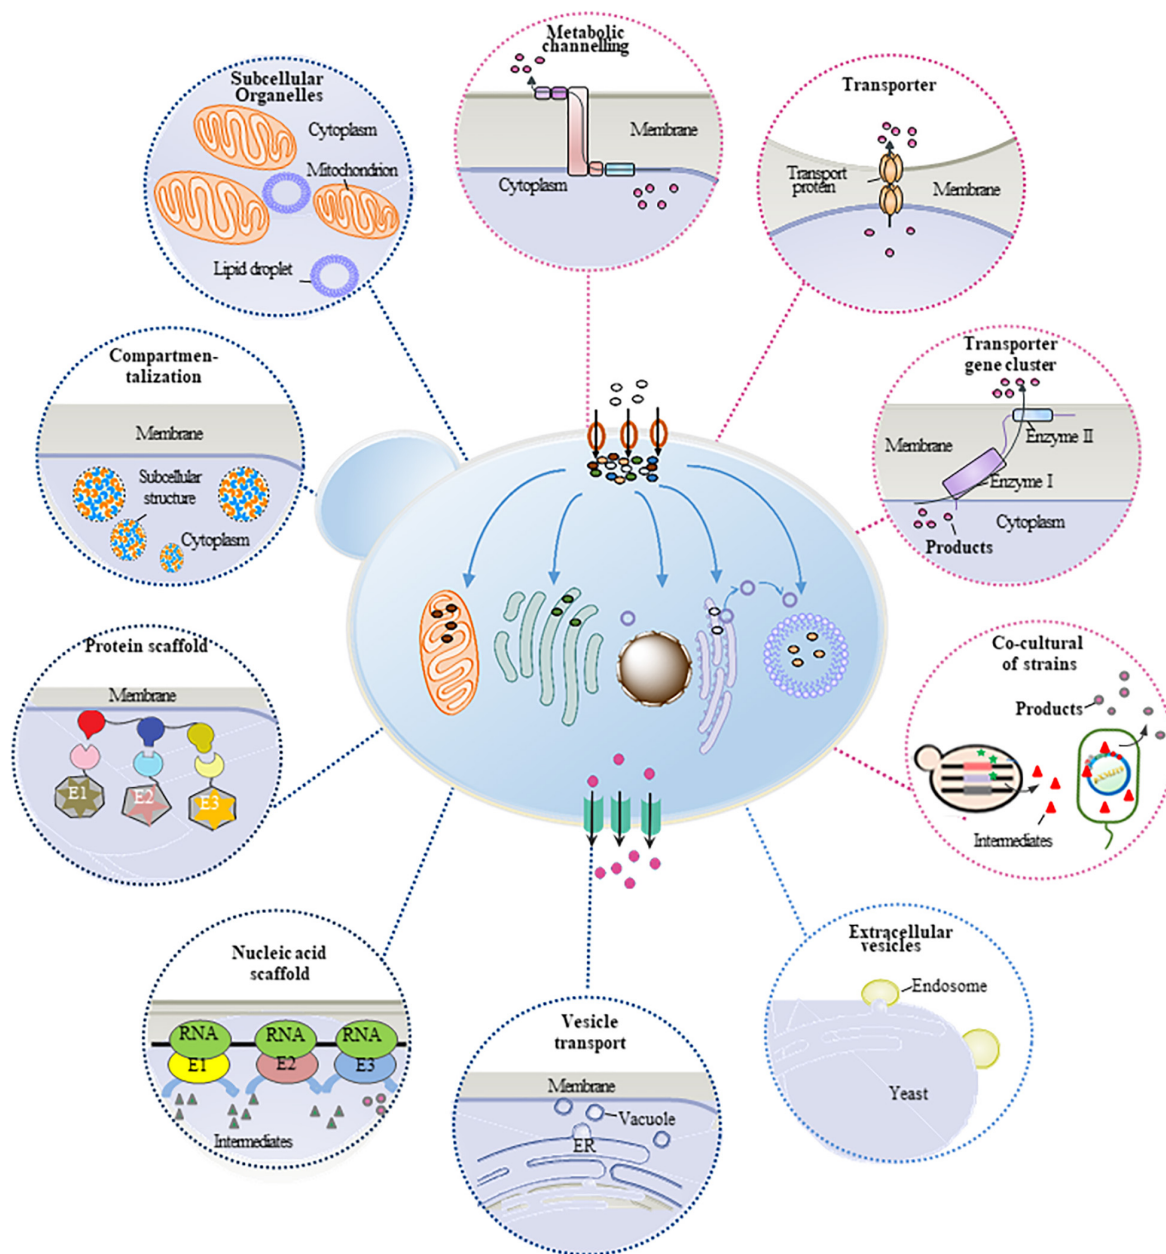 Metabolic
channelling
Membrane
Cytoplasm
Subcellular
Organelles
Cytoplasm
Mitochondrion
Lipid droplet
Transporter
Transport
protein
Membrane
Compartmen-
talization
Membrane
Subcellular
structure
Cytoplasm
Transporter
gene cluster
Membrane
Enzyme II
Enzyme I
Cytoplasm
Products
Protein scaffold
Membrane
E1
E2
E3
Co-cultural
of strains
Products
Intermediates
Nucleic acid
scaffold
RNA
RNA
RNA
E1
E2
E3
Intermediates
Vesicle
transport
Membrane
Vacuole
ER
Extracellular
vesicles
Endosome
Yeast